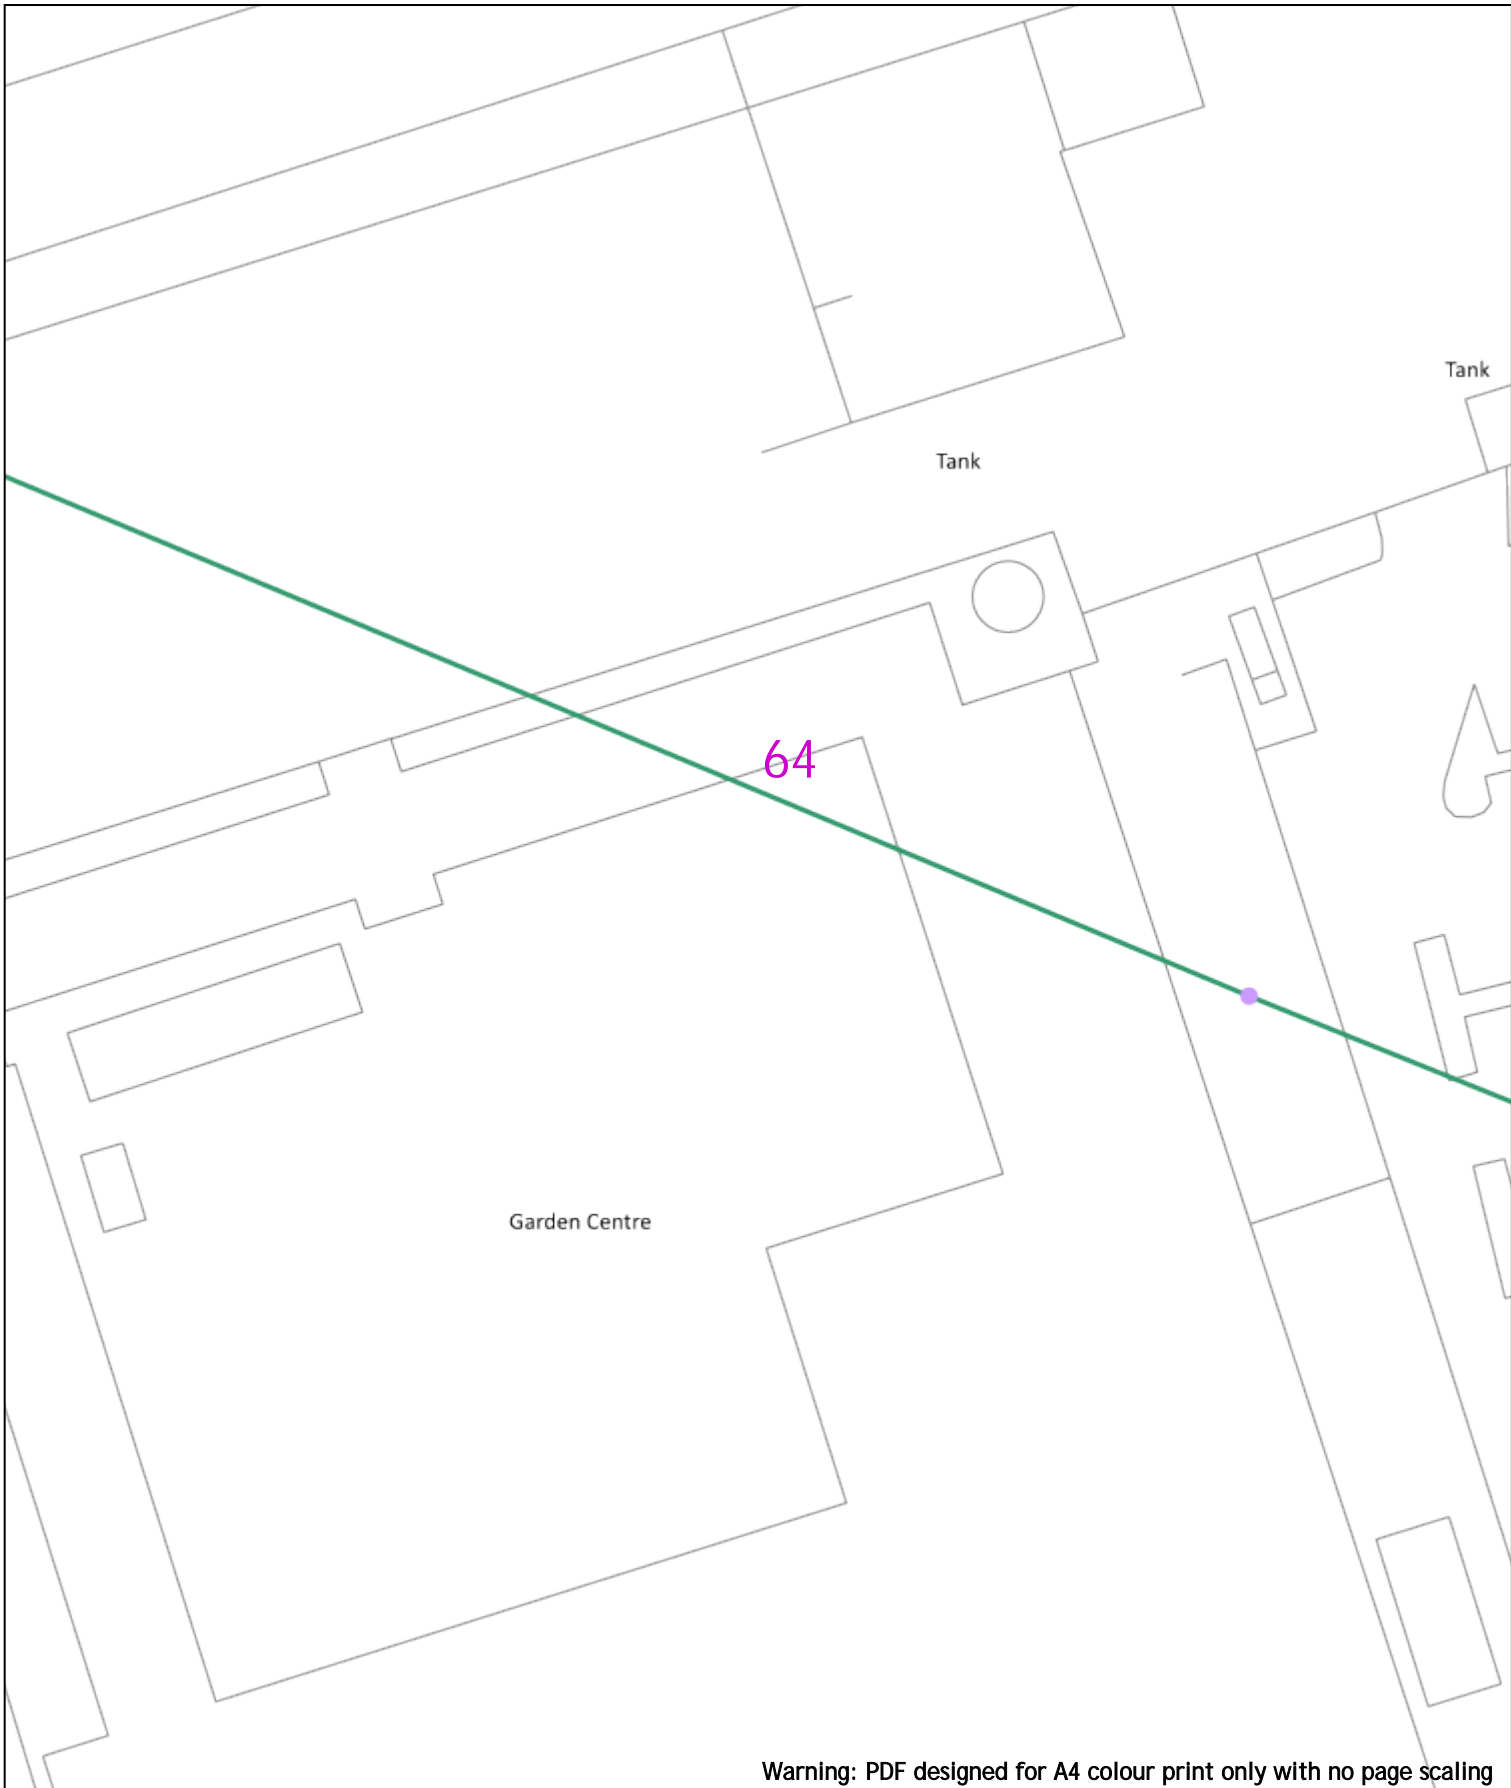 Tank
Tank
64
Garden Centre
Warning: PDF designed for A4 colour print only with no page scaling